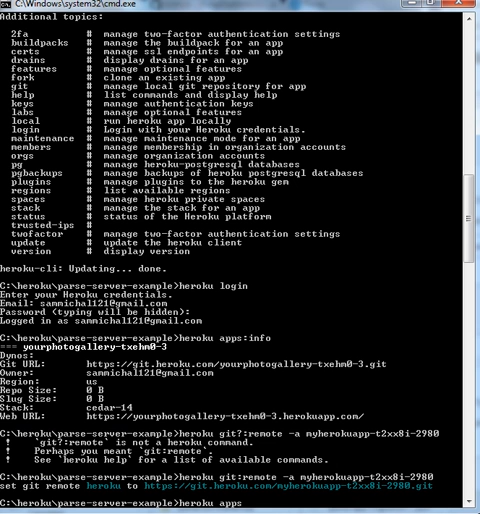 C:\Windows\system32\cmd.exe
Additional topics:
2fa # manage two-factor authentication settings
buildpacks # manage the buildpack for an app
certs # manage ssl endpoints for an app
drains # display drains for an app
features # manage optional features
fork # clone an existing app
git # manage local git repository for app
help # list commands and display help
keys # manage authentication keys
labs # manage optional features
local # run heroku app locally
login # Login with your Heroku credentials.
maintenance # manage maintenance mode for an app
members # manage membership in organization accounts
orgs # manage organization accounts
pg # manage heroku-postgresql databases
pgbackups # manage backups of heroku postgresql databases
plugins # manage plugins to the heroku gem
regions # list available regions
spaces # manage heroku private spaces
stack # manage the stack for an app
status # status of the Heroku platform
trusted-ips #
twofactor # manage two-factor authentication settings
update # update the heroku client
version # display version
heroku-cli: Updating... done.
C:\heroku\parse-server-example>heroku login
Enter your Heroku credentials.
Email: sammichal121@gmail.com
Password (typing will be hidden):
Logged in as sammichal121@gmail.com
C:\heroku\parse-server-example>heroku apps:info
=== yourphotogallery-txehm0-3
Dynos:
Git URL: https://git.heroku.com/yourphotogallery-txehm0-3.git
Owner: sammichal121@gmail.com
Region: us
Repo Size: 0 B
Slug Size: 0 B
Stack: cedar-14
Web URL: https://yourphotogallery-txehm0-3.herokuapp.com/
C:\heroku\parse-server-example>heroku git?:remote -a myherokuapp-t2xx8i-2980
! `git?:remote` is not a heroku command.
! Perhaps you meant `git:remote`.
! See `heroku help` for a list of available commands.
C:\heroku\parse-server-example>heroku git:remote -a myherokuapp-t2xx8i-2980
set git remote heroku to https://git.heroku.com/myherokuapp-t2xx8i-2980.git
C:\heroku\parse-server-example>heroku apps